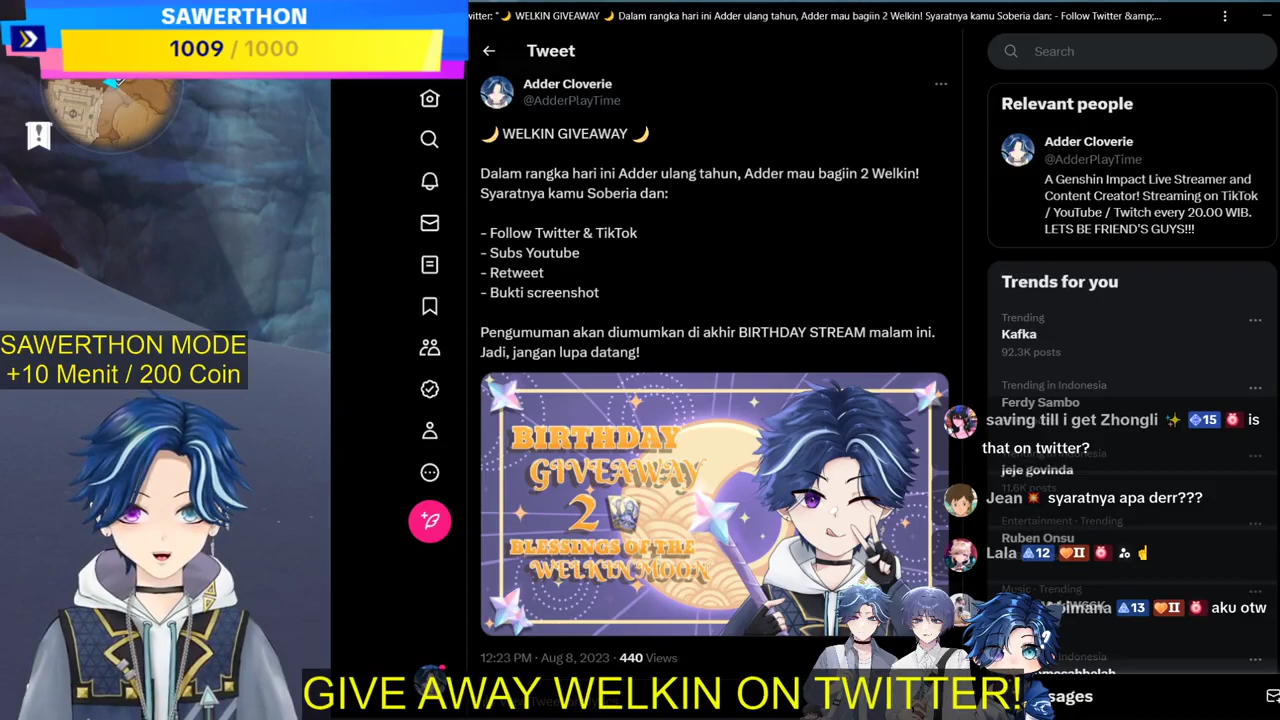 SAWERTHON
1009 / 1000
witter: "🌙 WELKIN GIVEAWAY 🌙 Dalam rangka hari ini Adder ulang tahun, Adder mau bagiin 2 Welkin! Syaratnya kamu Soberia dan: - Follow Twitter &amp;...
Tweet
Search
Adder Cloverie
@AdderPlayTime
🌙 WELKIN GIVEAWAY 🌙
Dalam rangka hari ini Adder ulang tahun, Adder mau bagiin 2 Welkin!
Syaratnya kamu Soberia dan:
- Follow Twitter & TikTok
- Subs Youtube
- Retweet
- Bukti screenshot
Pengumuman akan diumumkan di akhir BIRTHDAY STREAM malam ini.
Jadi, jangan lupa datang!
BIRTHDAY
GIVEAWAY
2
BLESSINGS OF THE
WELKIN MOON
12:23 PM · Aug 8, 2023 · 440 Views
Relevant people
Adder Cloverie
@AdderPlayTime
A Genshin Impact Live Streamer and
Content Creator! Streaming on TikTok
/ YouTube / Twitch every 20.00 WIB.
LETS BE FRIEND'S GUYS!!!
Trends for you
Trending
Kafka
92.3K posts
Trending in Indonesia
Ferdy Sambo
saving till i get Zhongli ✨ 15 is
that on twitter?
jeje govinda
11.6K posts
Jean 💥 syaratnya apa derr???
Entertainment · Trending
Ruben Onsu
Lala 12 II ☝
Music · Trending
13 II aku otw
SAWERTHON MODE
+10 Menit / 200 Coin
GIVE AWAY WELKIN ON TWITTER!